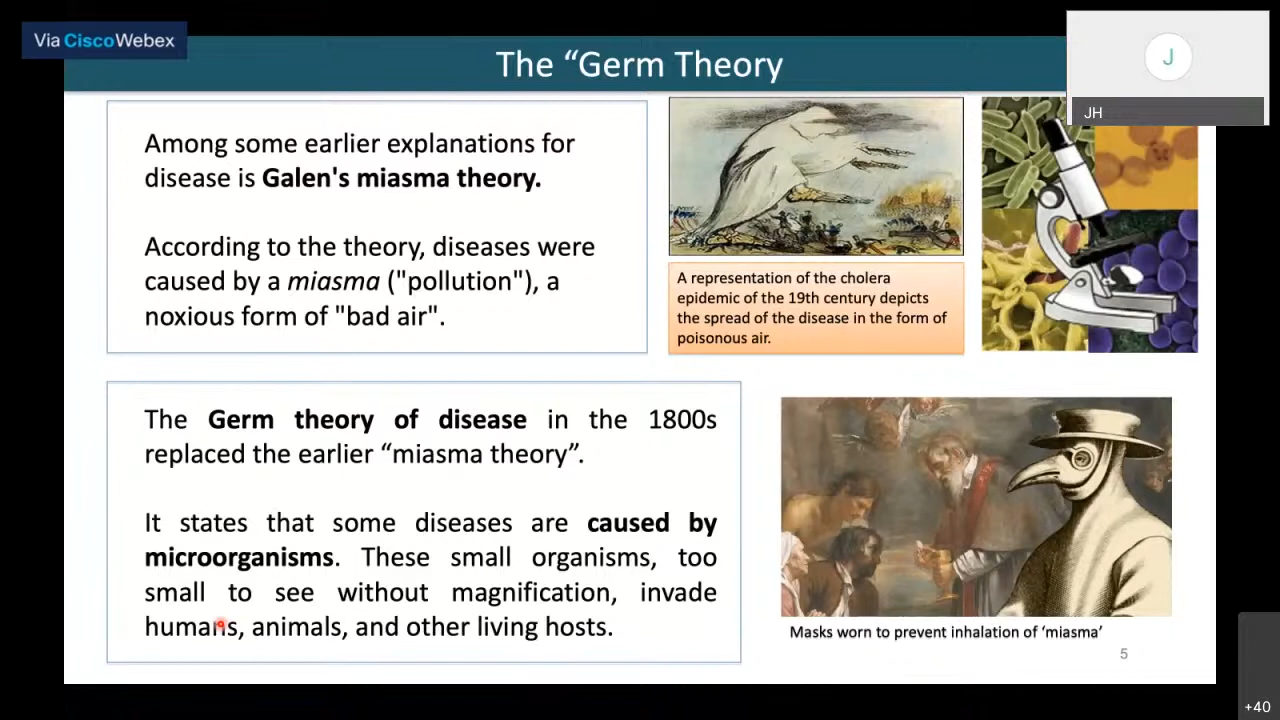 Via CiscoWebex
The “Germ Theory
J
JH
Among some earlier explanations for
disease is Galen's miasma theory.
According to the theory, diseases were
caused by a miasma ("pollution"), a
noxious form of "bad air".
A representation of the cholera
epidemic of the 19th century depicts
the spread of the disease in the form of
poisonous air.
The Germ theory of disease in the 1800s
replaced the earlier “miasma theory”.
It states that some diseases are caused by
microorganisms. These small organisms, too
small to see without magnification, invade
humans, animals, and other living hosts.
Masks worn to prevent inhalation of ‘miasma’
5
+40